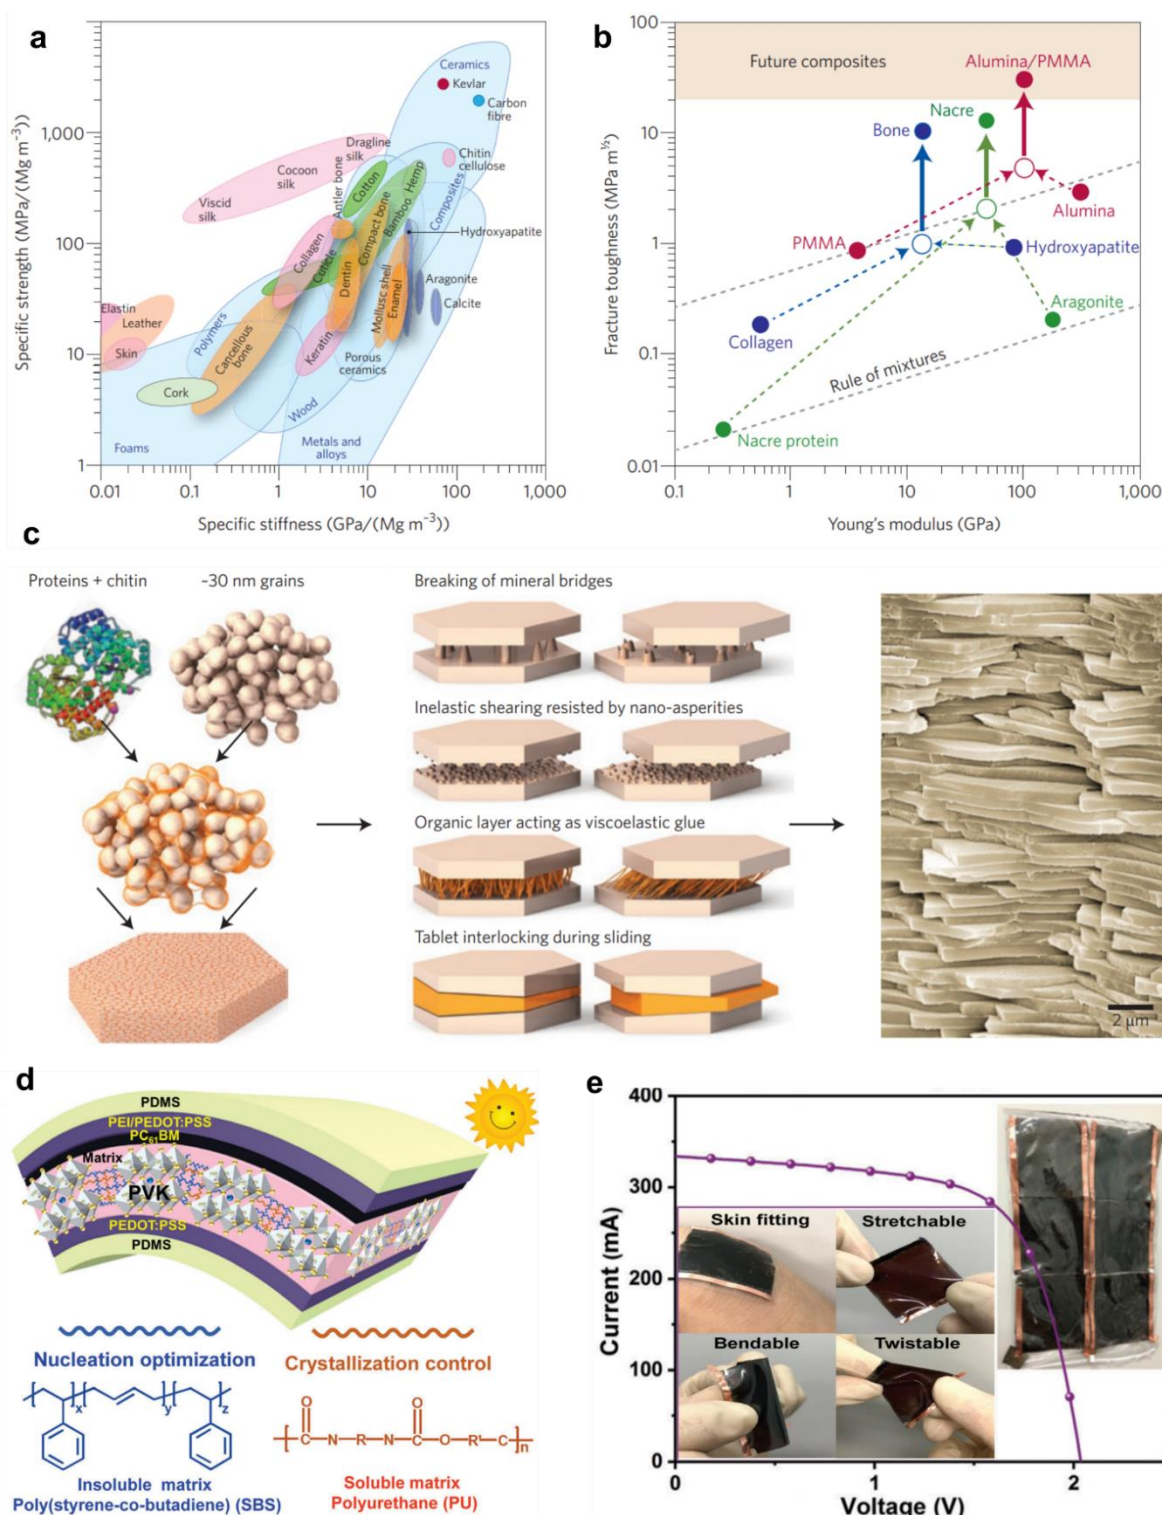 a
Specific strength (MPa/(Mg m⁻³))
1,000
100
10
1
0.01
0.1
1
10
100
1,000
Specific stiffness (GPa/(Mg m⁻³))
Ceramics
Kevlar
Carbon
fibre
Dragline
silk
Cocoon
silk
Viscid
silk
Antler bone
Cotton
Hemp
Chitin
cellulose
Composites
Compact bone
Bamboo
Hydroxyapatite
Collagen
Cuticle
Dentin
Mollusc shell
Enamel
Aragonite
Calcite
Elastin
Leather
Skin
Polymers
Cancellous
bone
Keratin
Porous
ceramics
Cork
Wood
Foams
Metals and
alloys
b
Fracture toughness (MPa m½)
100
10
1
0.1
0.01
0.1
1
10
100
1,000
Young's modulus (GPa)
Future composites
Alumina/PMMA
Nacre
Bone
Alumina
PMMA
Hydroxyapatite
Aragonite
Collagen
Rule of mixtures
Nacre protein
c
Proteins + chitin
~30 nm grains
Breaking of mineral bridges
Inelastic shearing resisted by nano-asperities
Organic layer acting as viscoelastic glue
Tablet interlocking during sliding
2 µm
d
PDMS
PEI/PEDOT:PSS
PC₆₁BM
Matrix
PVK
PEDOT:PSS
PDMS
Nucleation optimization
Crystallization control
x
y
z
O
O
C-N-R-N-C-O-R'-C
n
Insoluble matrix
Poly(styrene-co-butadiene) (SBS)
Soluble matrix
Polyurethane (PU)
e
400
300
200
100
0
Current (mA)
0
1
2
Voltage (V)
Skin fitting
Stretchable
Bendable
Twistable